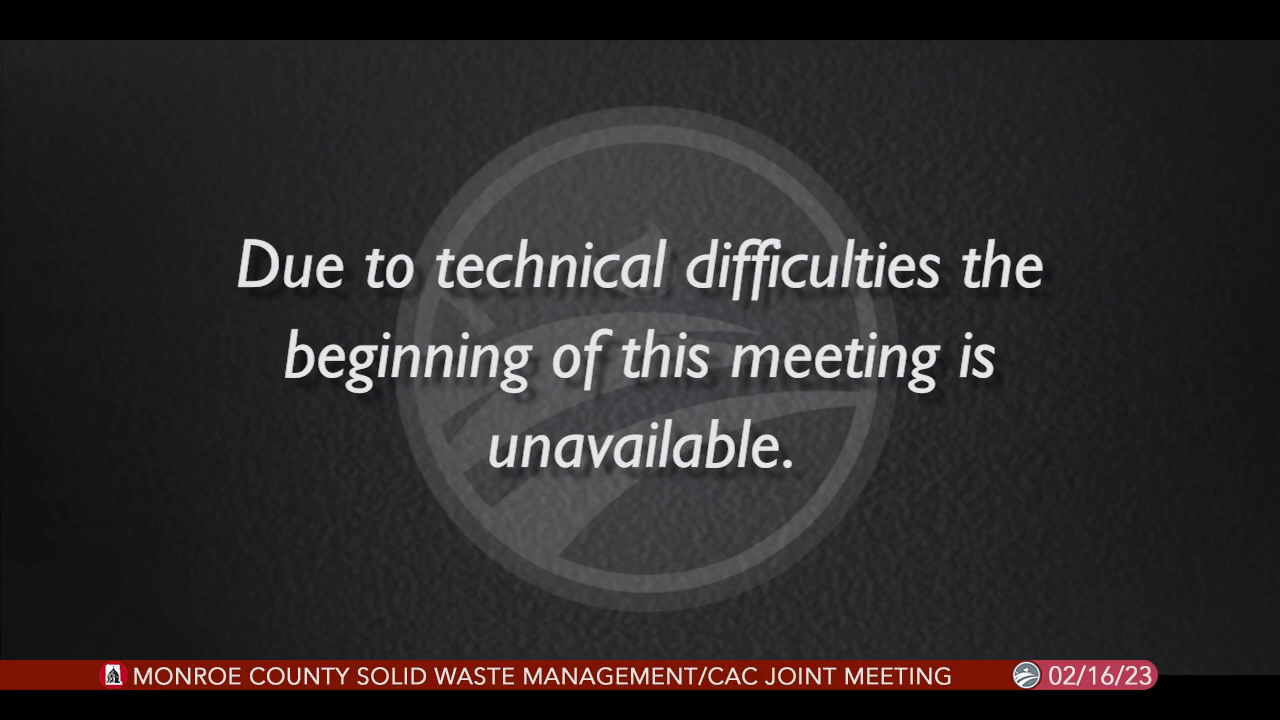 Due to technical difficulties the
beginning of this meeting is
unavailable.
MONROE COUNTY SOLID WASTE MANAGEMENT/CAC JOINT MEETING
02/16/23